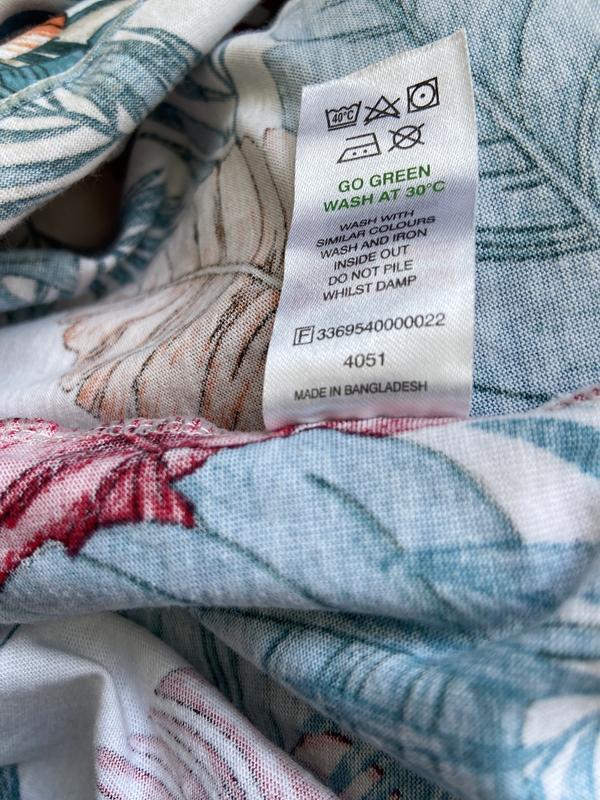 40°C
GO GREEN
WASH AT 30°C
WASH WITH
SIMILAR COLOURS
WASH AND IRON
INSIDE OUT
DO NOT PILE
WHILST DAMP
F 3369540000022
4051
MADE IN BANGLADESH